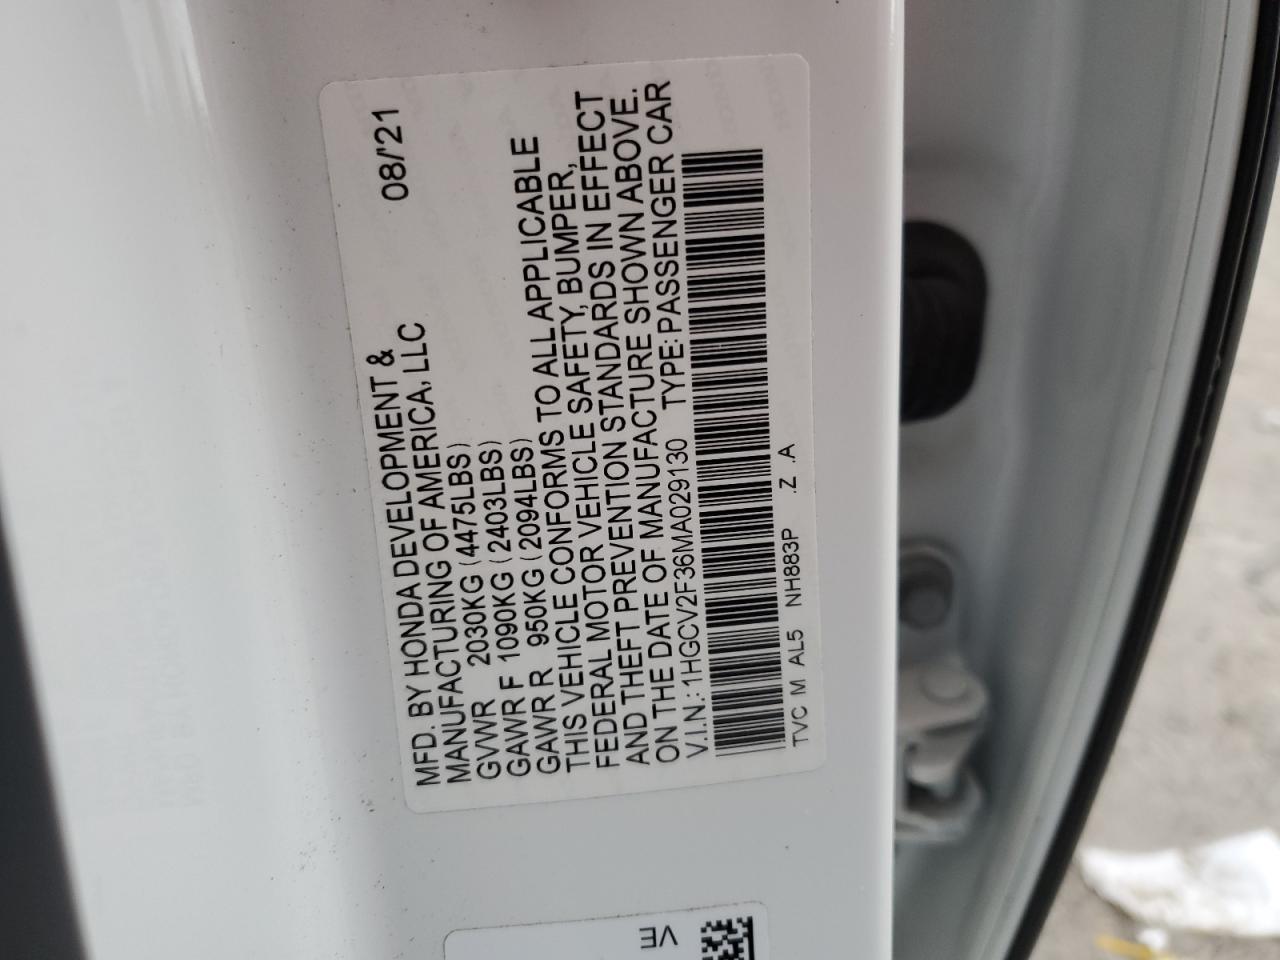 MFD. BY HONDA DEVELOPMENT &
MANUFACTURING OF AMERICA, LLC 08/'21
GVWR 2030KG (4475LBS)
GAWR F 1090KG (2403LBS)
GAWR R 950KG (2094LBS)
THIS VEHICLE CONFORMS TO ALL APPLICABLE
FEDERAL MOTOR VEHICLE SAFETY, BUMPER,
AND THEFT PREVENTION STANDARDS IN EFFECT
ON THE DATE OF MANUFACTURE SHOWN ABOVE.
V.I.N.: 1HGCV2F36MA029130 TYPE: PASSENGER CAR
TVC M AL5 NH883P .Z .A
VE